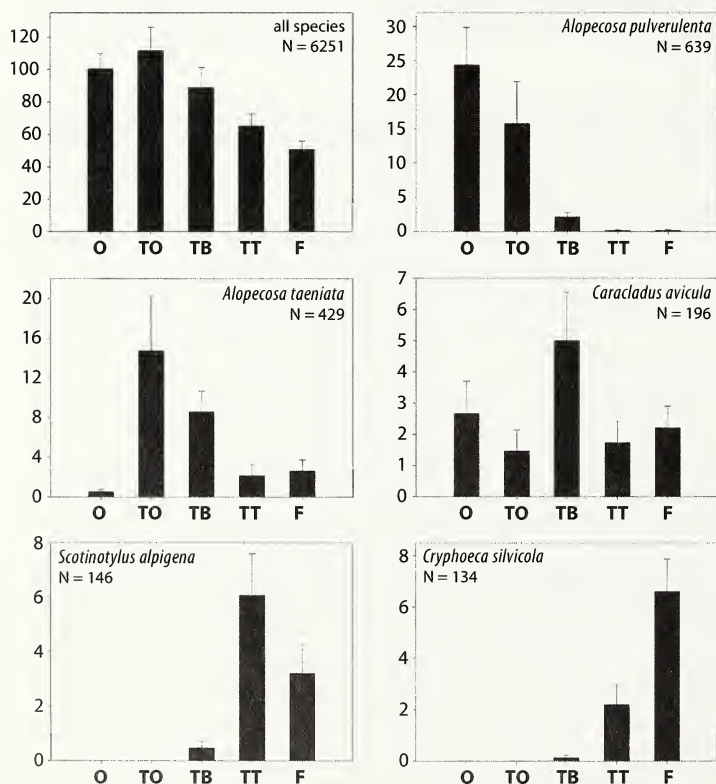 all species
N = 6251
120
100
80
60
40
20
0
O TO TB TT F
Alopecosa pulverulenta
N = 639
30
25
20
15
10
5
0
O TO TB TT F
Alopecosa taeniata
N = 429
20
16
12
8
4
0
O TO TB TT F
Caracladus avicula
N = 196
7
6
5
4
3
2
1
0
O TO TB TT F
Scotinotylus alpigena
N = 146
8
6
4
2
0
O TO TB TT F
Cryphoeca silvicola
N = 134
8
6
4
2
0
O TO TB TT F